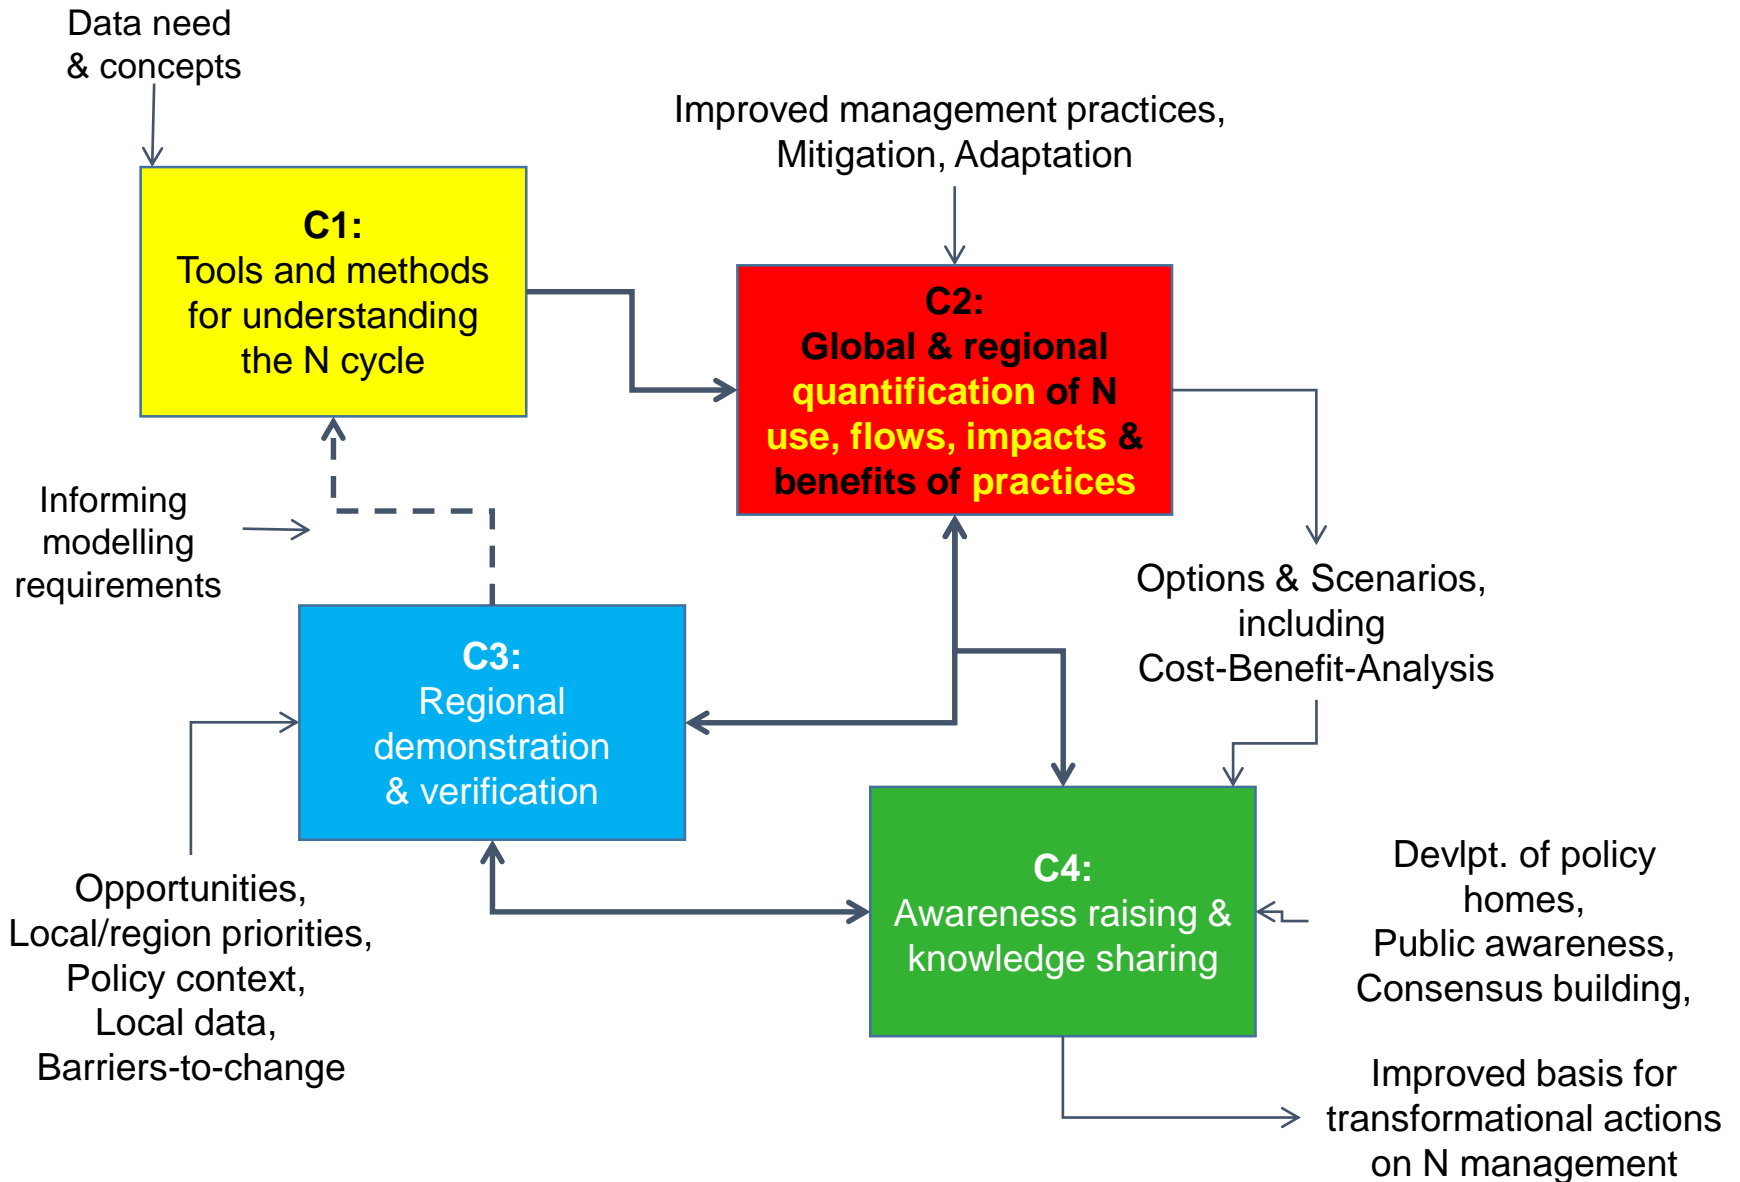 Data need
& concepts
Improved management practices,
Mitigation, Adaptation
C1:
Tools and methods
for understanding
the N cycle
C2:
Global & regional
quantification of N
use, flows, impacts &
benefits of practices
Informing
modelling
requirements
Options & Scenarios,
including
Cost-Benefit-Analysis
C3:
Regional
demonstration
& verification
Opportunities,
Local/region priorities,
Policy context,
Local data,
Barriers-to-change
C4:
Awareness raising &
knowledge sharing
Devlpt. of policy
homes,
Public awareness,
Consensus building,
Improved basis for
transformational actions
on N management